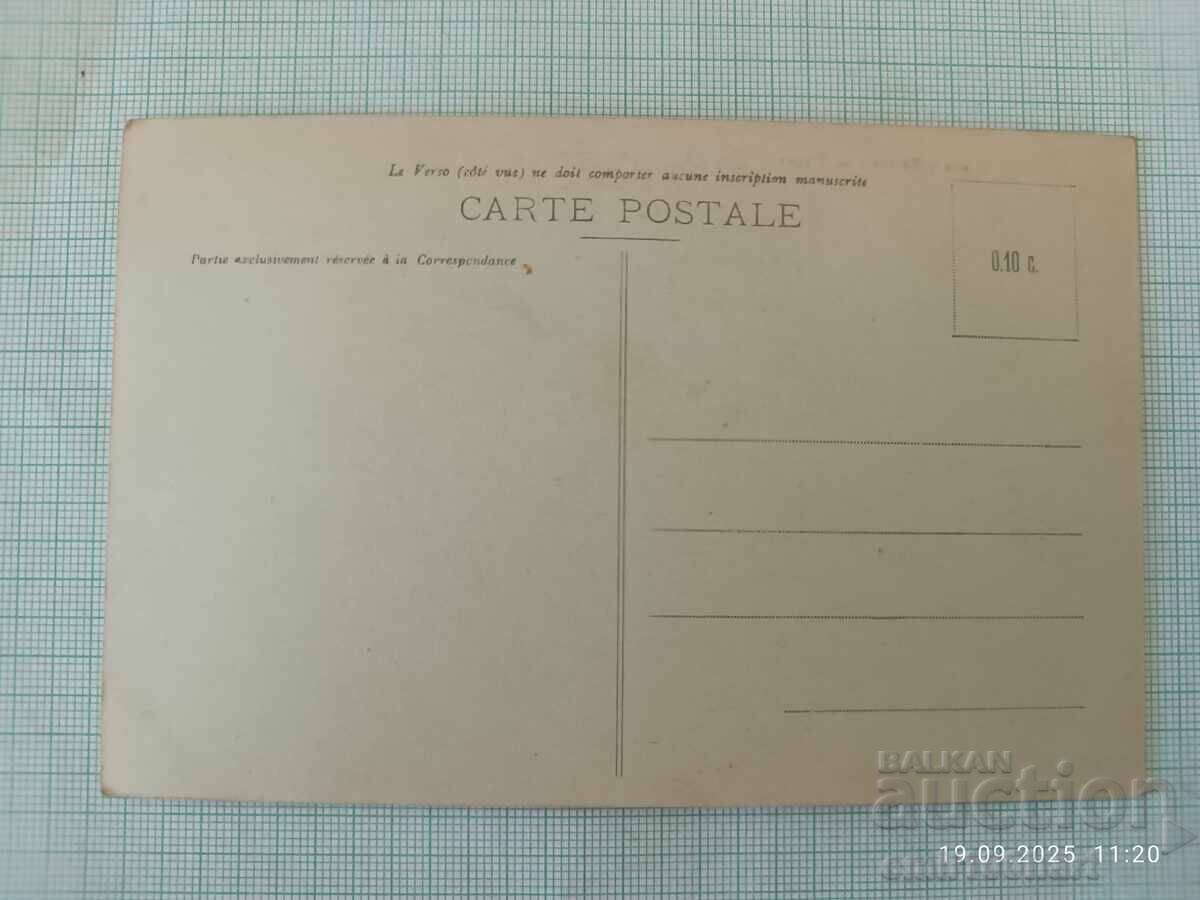 Le Verso (côté vue) ne doit comporter aucune inscription manuscrite
CARTE POSTALE
Partie exclusivement réservée à la Correspondance
0.10 c.
BALKAN
auction
19.09.2025 11:20